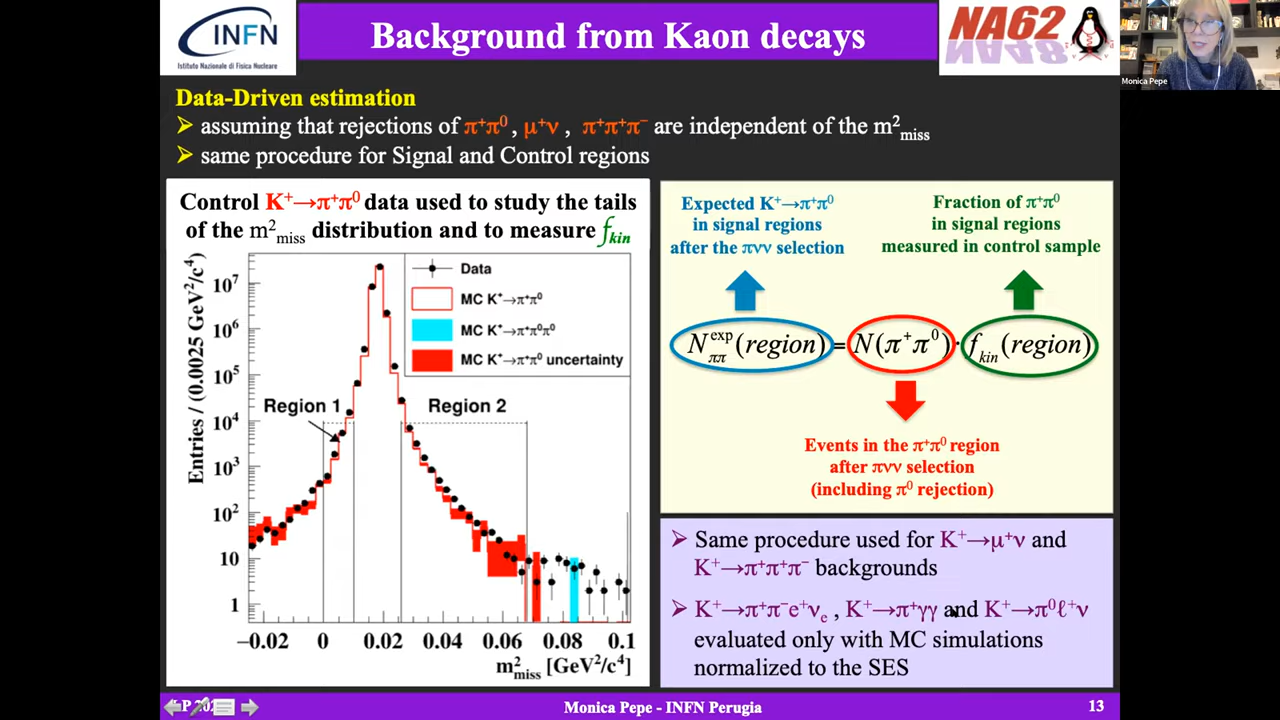 INFN
Istituto Nazionale di Fisica Nucleare
Background from Kaon decays
NA62
NA48
Monica Pepe
Data-Driven estimation
➤ assuming that rejections of π⁺π⁰ , μ⁺ν , π⁺π⁺π⁻ are independent of the m²miss
➤ same procedure for Signal and Control regions
Control K⁺→π⁺π⁰ data used to study the tails
of the m²miss distribution and to measure fkin
Entries / (0.0025 GeV²/c⁴)
10⁷
10⁶
10⁵
10⁴
10³
10²
10
1
Data
MC K⁺→π⁺π⁰
MC K⁺→π⁺π⁰π⁰
MC K⁺→π⁺π⁰ uncertainty
Region 1
Region 2
−0.02 0 0.02 0.04 0.06 0.08 0.1
m²miss [GeV²/c⁴]
Expected K⁺→π⁺π⁰
in signal regions
after the πνν selection
Fraction of π⁺π⁰
in signal regions
measured in control sample
Nππ^exp(region) = N(π⁺π⁰) · fkin(region)
Events in the π⁺π⁰ region
after πνν selection
(including π⁰ rejection)
➤ Same procedure used for K⁺→μ⁺ν and
K⁺→π⁺π⁺π⁻ backgrounds
➤ K⁺→π⁺π⁻e⁺νe , K⁺→π⁺γγ and K⁺→π⁰ℓ⁺ν
evaluated only with MC simulations
normalized to the SES
Monica Pepe - INFN Perugia
13